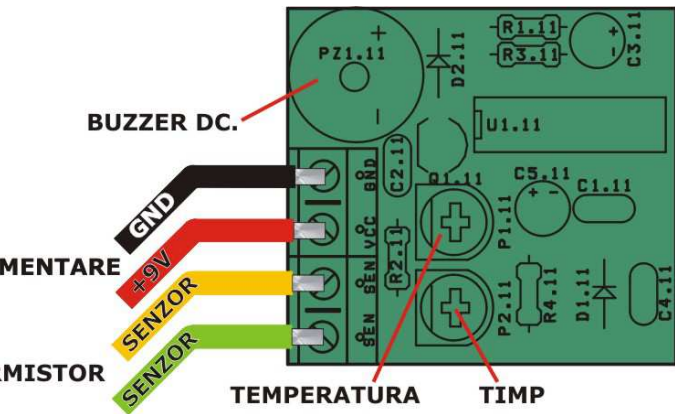 PZ1.11
D2.11
R1.11
R3.11
C3.11
BUZZER DC.
U1.11
C2.11
Q1.11
GND
GND
C5.11
C1.11
P1.11
MENTARE
+9V
VCC
R2.11
SENZOR
SEN
P2.11
R4.11
D1.11
C4.11
RMISTOR
SENZOR
SEN
TEMPERATURA
TIMP